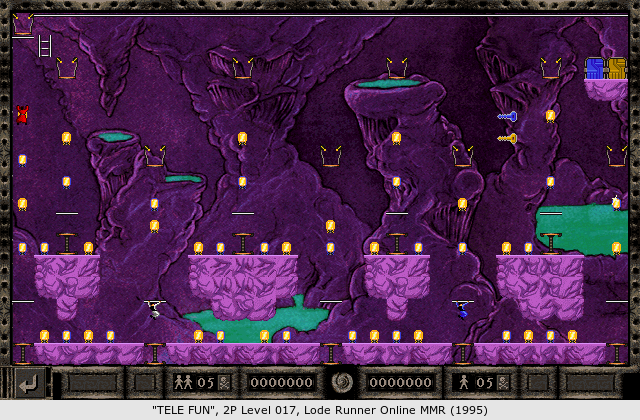 05 0000000 0000000 05
"TELE FUN", 2P Level 017, Lode Runner Online MMR (1995)